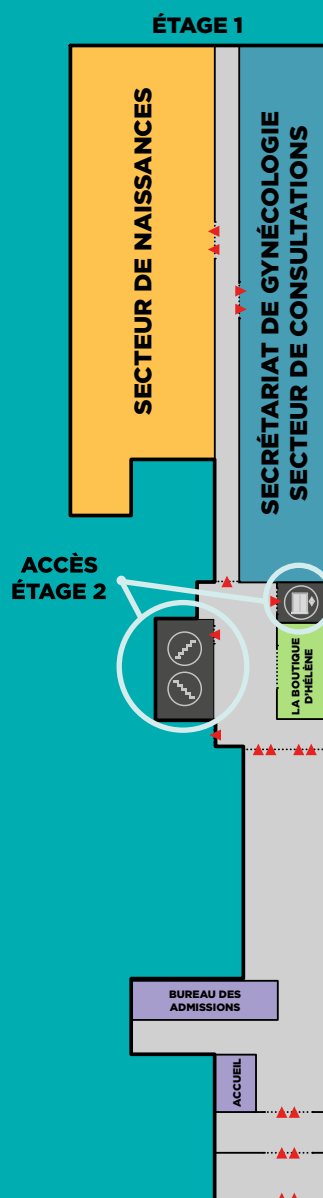 ÉTAGE 1
SECTEUR DE NAISSANCES
SECRÉTARIAT DE GYNÉCOLOGIE
SECTEUR DE CONSULTATIONS
ACCÈS
ÉTAGE 2
LA BOUTIQUE
D'HÉLÈNE
BUREAU DES
ADMISSIONS
ACCUEIL